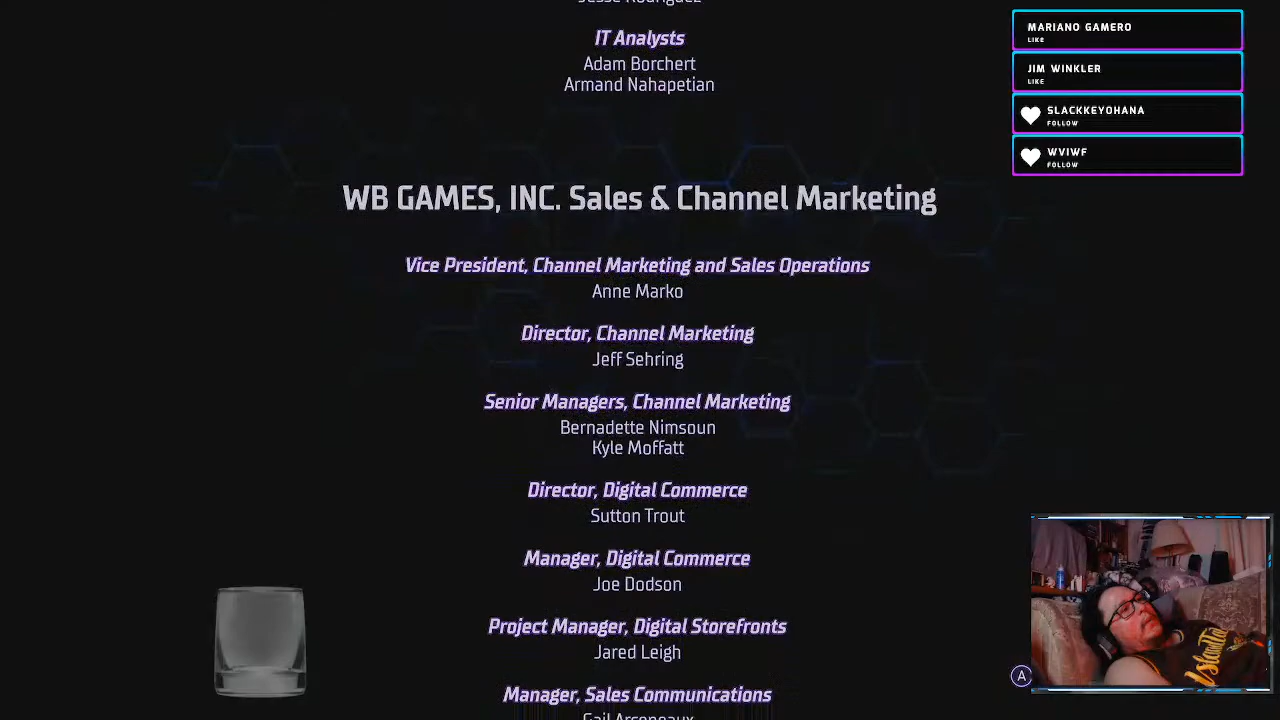 IT Analysts
Adam Borchert
Armand Nahapetian
WB GAMES, INC. Sales & Channel Marketing
Vice President, Channel Marketing and Sales Operations
Anne Marko
Director, Channel Marketing
Jeff Sehring
Senior Managers, Channel Marketing
Bernadette Nimsoun
Kyle Moffatt
Director, Digital Commerce
Sutton Trout
Manager, Digital Commerce
Joe Dodson
Project Manager, Digital Storefronts
Jared Leigh
Manager, Sales Communications
MARIANO GAMERO
LIKE
JIM WINKLER
LIKE
SLACKKEYOHANA
FOLLOW
WVIWF
FOLLOW
A